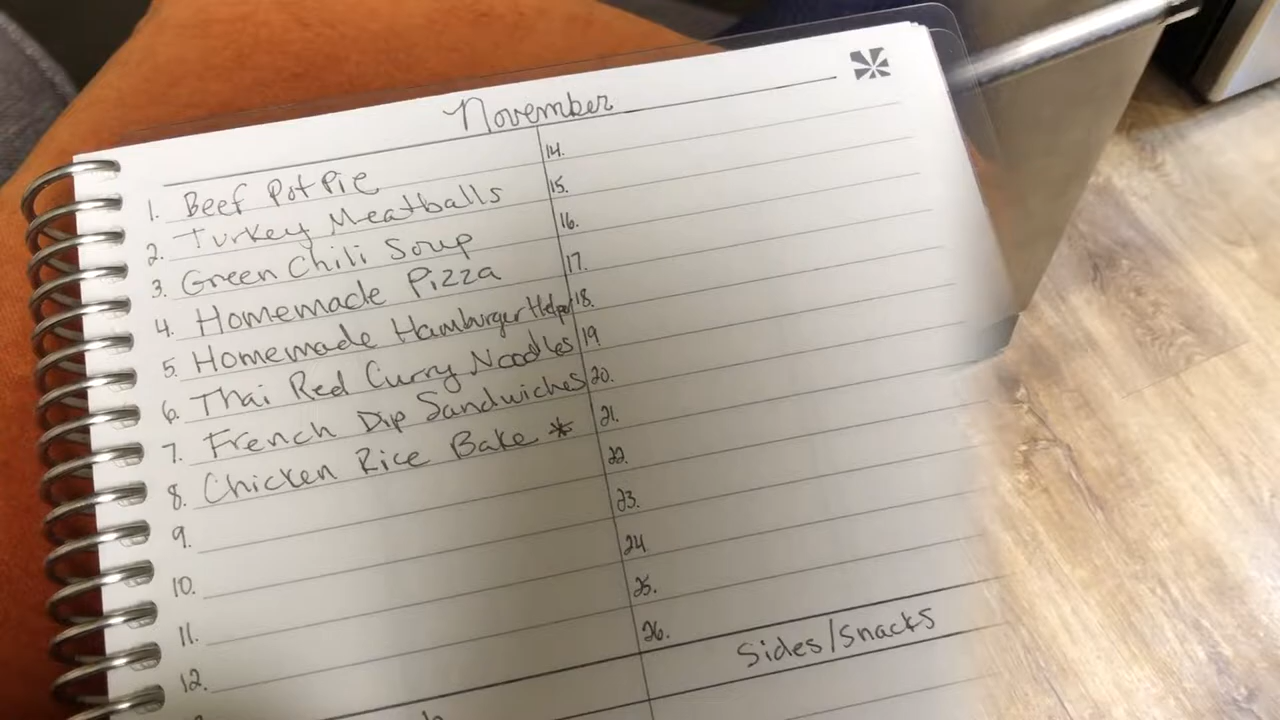 November
1. Beef Pot Pie
2. Turkey Meatballs
3. Green Chili Soup
4. Homemade Pizza
5. Homemade Hamburger Helper
6. Thai Red Curry Noodles
7. French Dip Sandwiches
8. Chicken Rice Bake *
9.
10.
11.
12.
14.
15.
16.
17.
18.
19.
20.
21.
22.
23.
24
25.
26.
Sides/Snacks